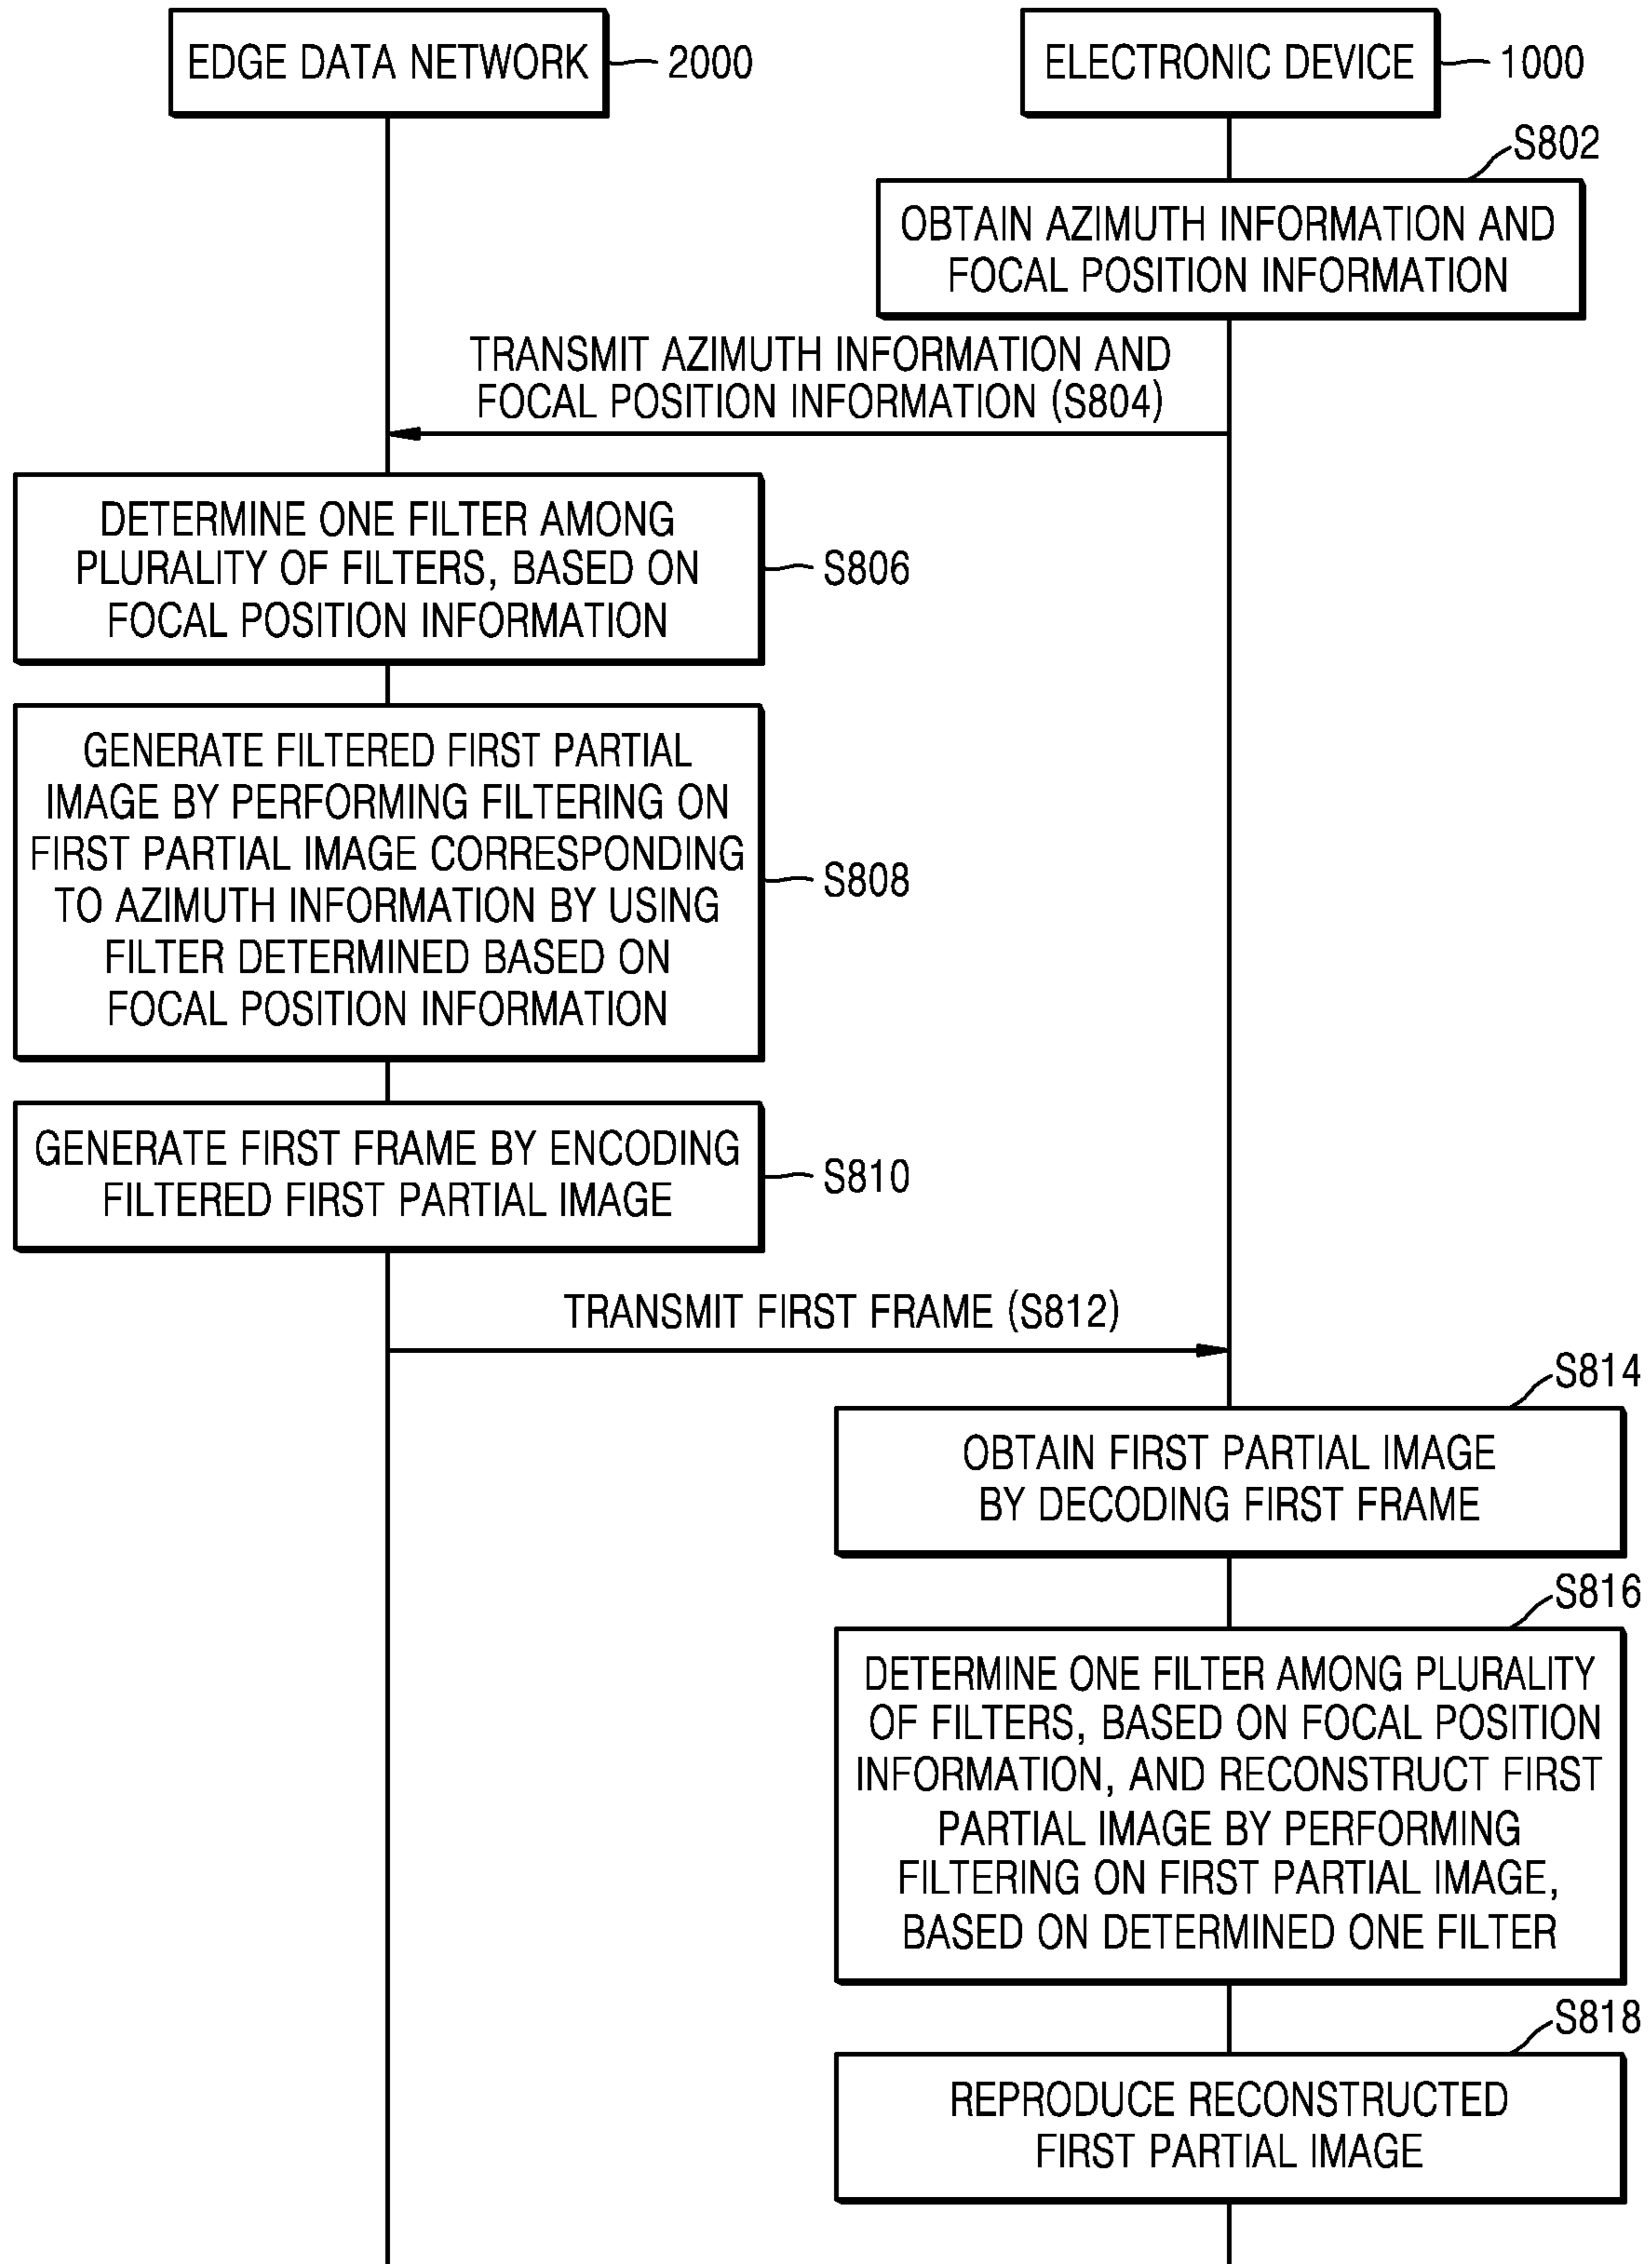 EDGE DATA NETWORK
2000
ELECTRONIC DEVICE
1000
S802
OBTAIN AZIMUTH INFORMATION AND
FOCAL POSITION INFORMATION
TRANSMIT AZIMUTH INFORMATION AND
FOCAL POSITION INFORMATION (S804)
DETERMINE ONE FILTER AMONG
PLURALITY OF FILTERS, BASED ON
FOCAL POSITION INFORMATION
S806
GENERATE FILTERED FIRST PARTIAL
IMAGE BY PERFORMING FILTERING ON
FIRST PARTIAL IMAGE CORRESPONDING
TO AZIMUTH INFORMATION BY USING
FILTER DETERMINED BASED ON
FOCAL POSITION INFORMATION
S808
GENERATE FIRST FRAME BY ENCODING
FILTERED FIRST PARTIAL IMAGE
S810
TRANSMIT FIRST FRAME (S812)
S814
OBTAIN FIRST PARTIAL IMAGE
BY DECODING FIRST FRAME
S816
DETERMINE ONE FILTER AMONG PLURALITY
OF FILTERS, BASED ON FOCAL POSITION
INFORMATION, AND RECONSTRUCT FIRST
PARTIAL IMAGE BY PERFORMING
FILTERING ON FIRST PARTIAL IMAGE,
BASED ON DETERMINED ONE FILTER
S818
REPRODUCE RECONSTRUCTED
FIRST PARTIAL IMAGE